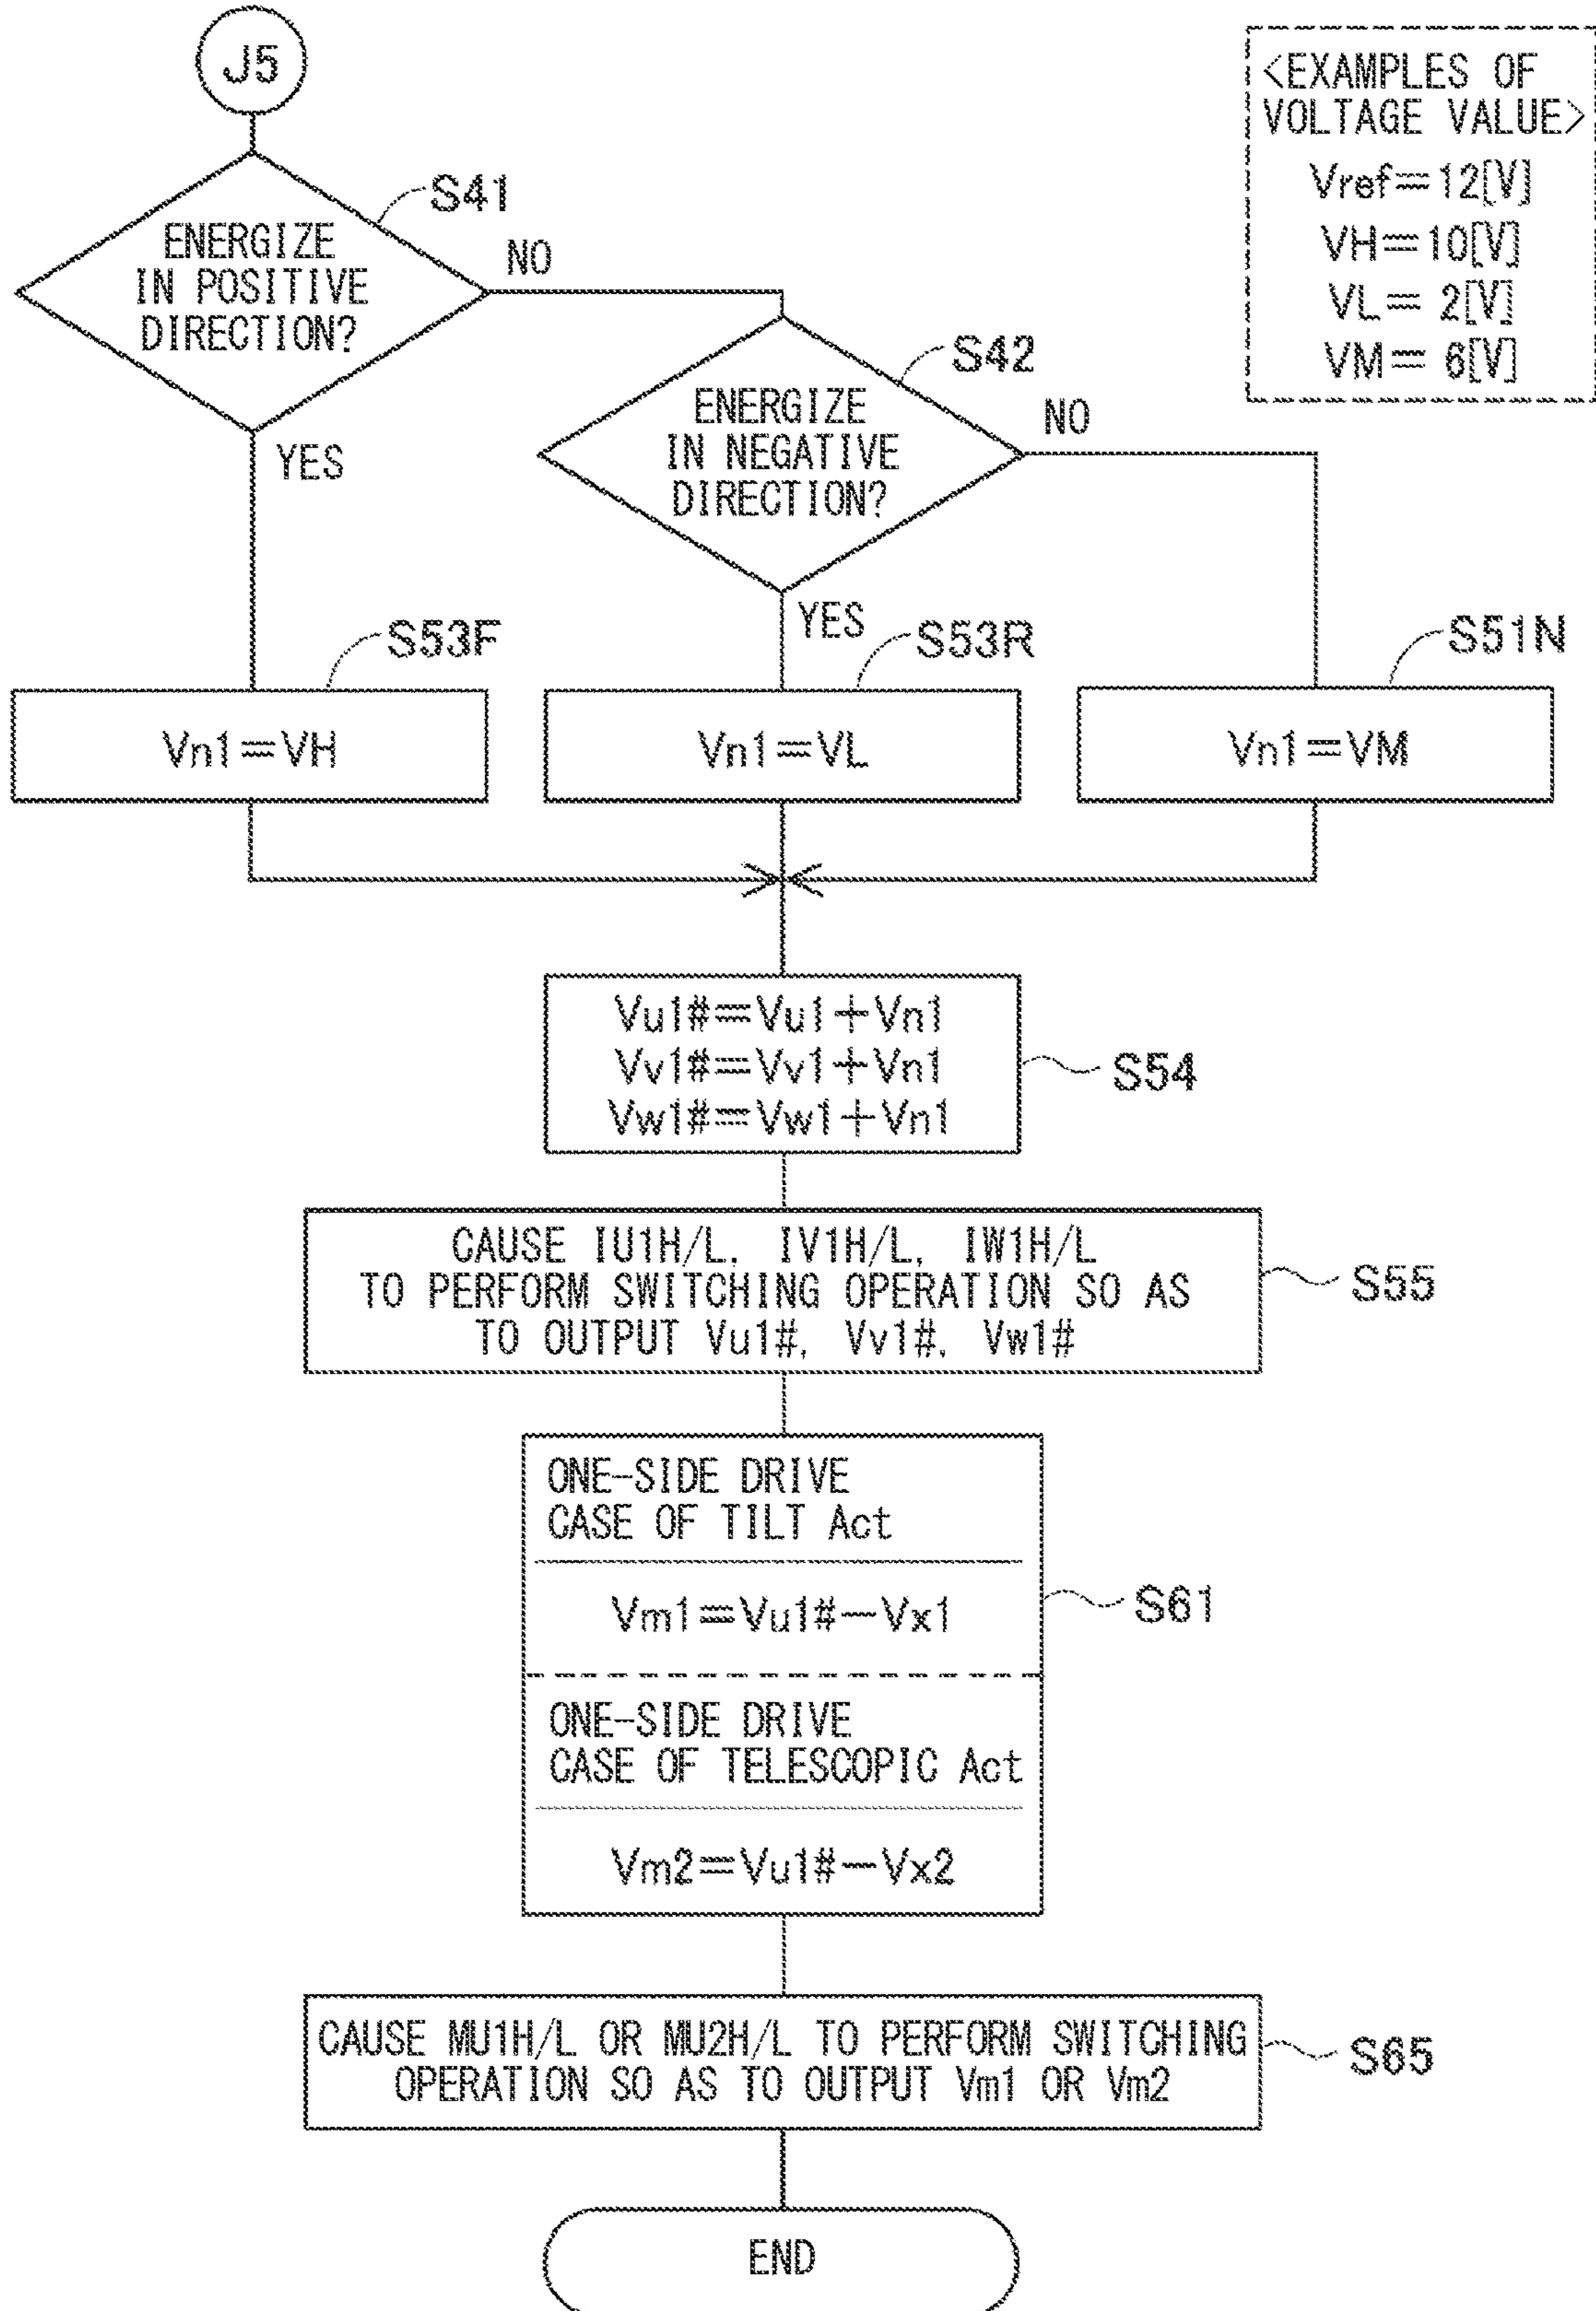 J5
<EXAMPLES OF
VOLTAGE VALUE>
Vref=12[V]
VH=10[V]
VL= 2[V]
VM= 6[V]
S41
ENERGIZE
IN POSITIVE
DIRECTION?
NO
YES
S42
ENERGIZE
IN NEGATIVE
DIRECTION?
NO
YES
S53F
Vn1=VH
S53R
Vn1=VL
S51N
Vn1=VM
Vu1#=Vu1+Vn1
Vv1#=Vv1+Vn1
Vw1#=Vw1+Vn1
S54
CAUSE IU1H/L, IV1H/L, IW1H/L
TO PERFORM SWITCHING OPERATION SO AS
TO OUTPUT Vu1#, Vv1#, Vw1#
S55
ONE-SIDE DRIVE
CASE OF TILT Act
Vm1=Vu1#-Vx1
S61
ONE-SIDE DRIVE
CASE OF TELESCOPIC Act
Vm2=Vu1#-Vx2
CAUSE MU1H/L OR MU2H/L TO PERFORM SWITCHING
OPERATION SO AS TO OUTPUT Vm1 OR Vm2
S65
END